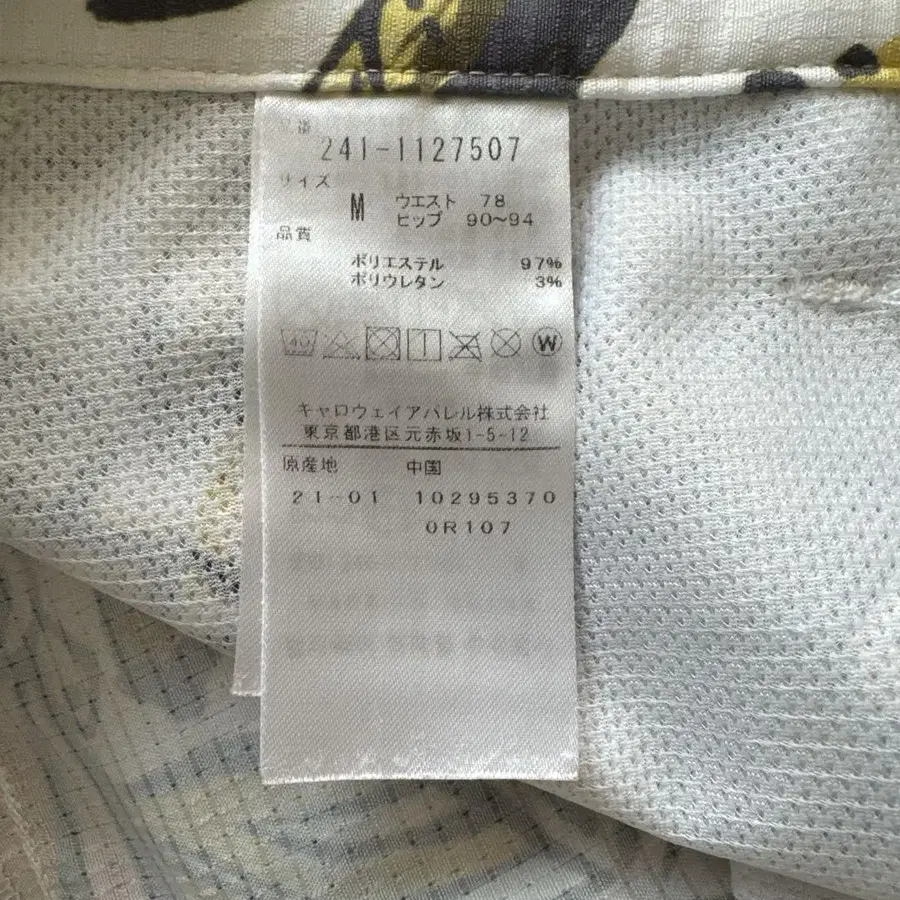 品番
241-1127507
サイズ
M ウエスト 78
ヒップ 90~94
品質
ポリエステル 97%
ポリウレタン 3%
40
W
キャロウェイアパレル株式会社
東京都港区元赤坂1-5-12
原産地 中国
21-01 10295370
0R107